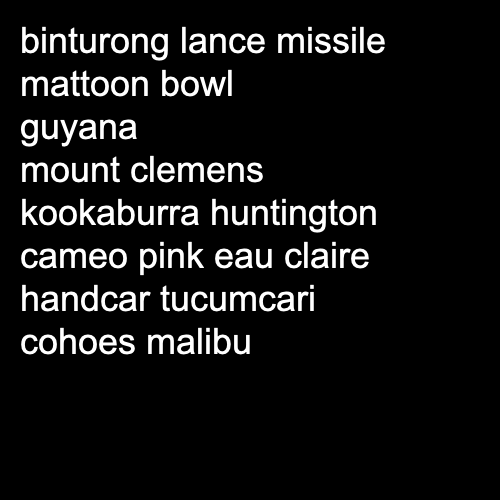 binturong lance missile
mattoon bowl
guyana
mount clemens
kookaburra huntington
cameo pink eau claire
handcar tucumcari
cohoes malibu